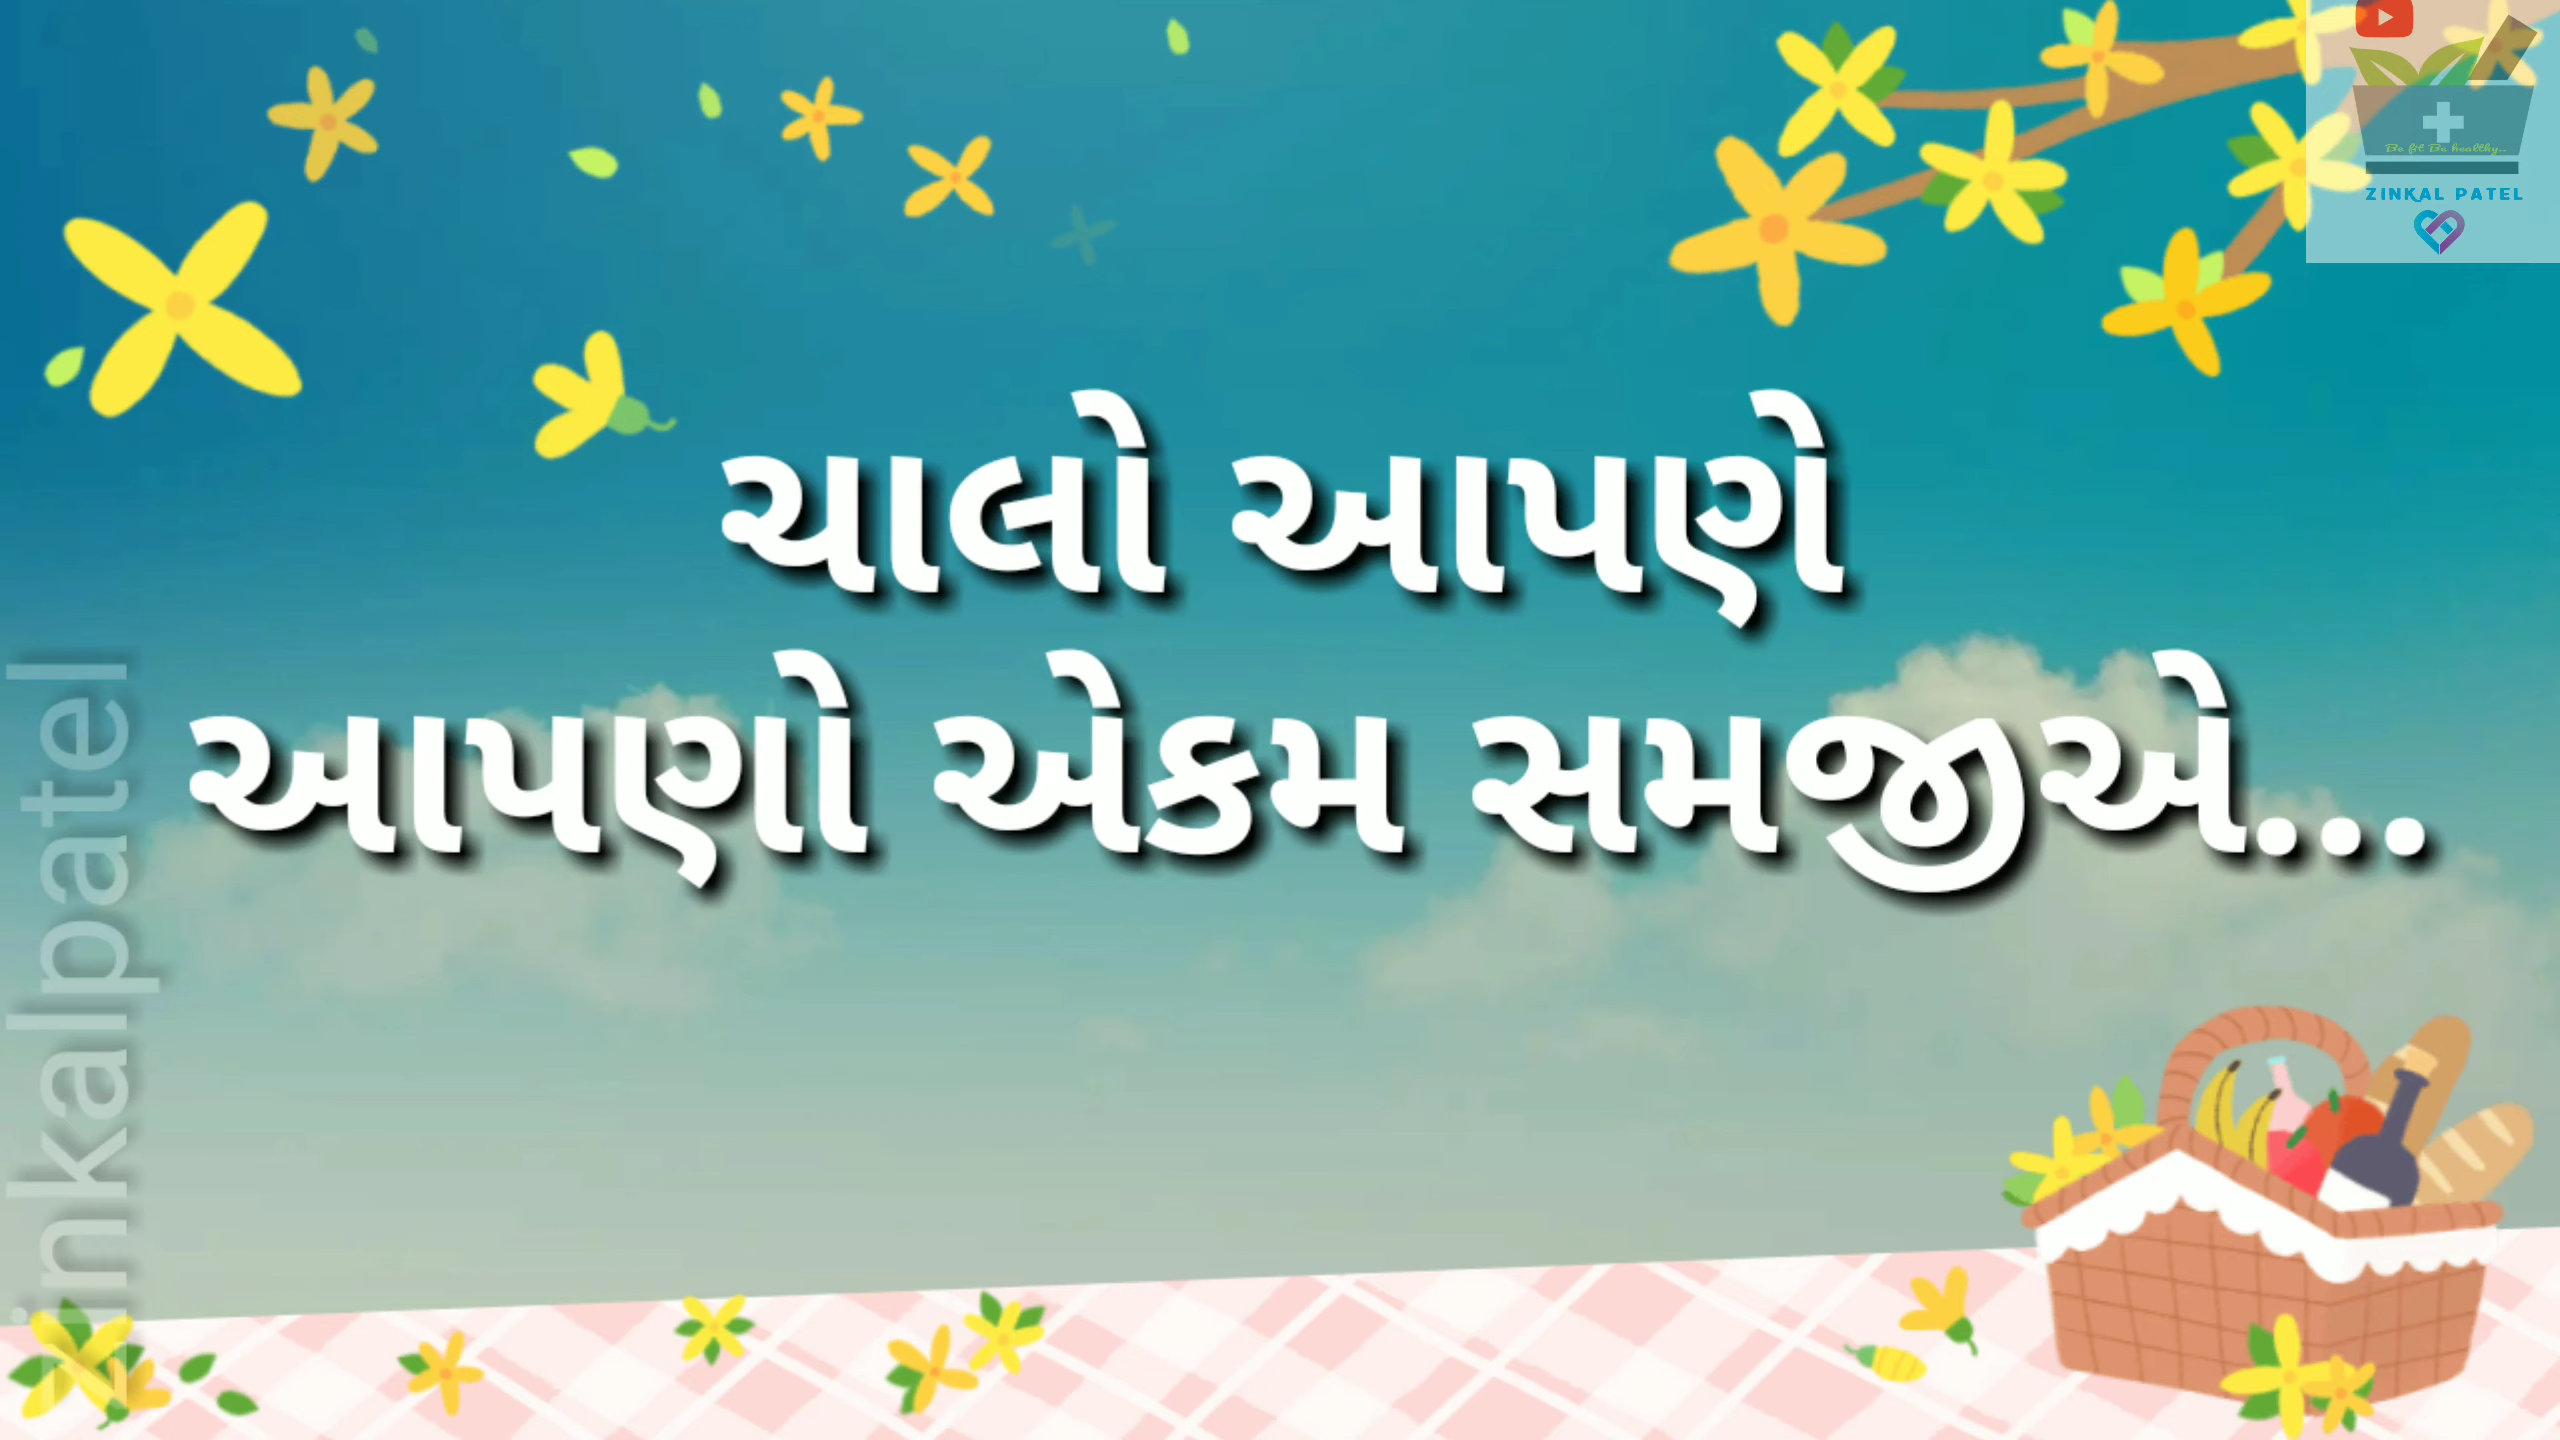 Be fit Be healthy..
ZINKAL PATEL
ચાલો આપણે
આપણો એકમ સમજીએ...
zinkalpatel